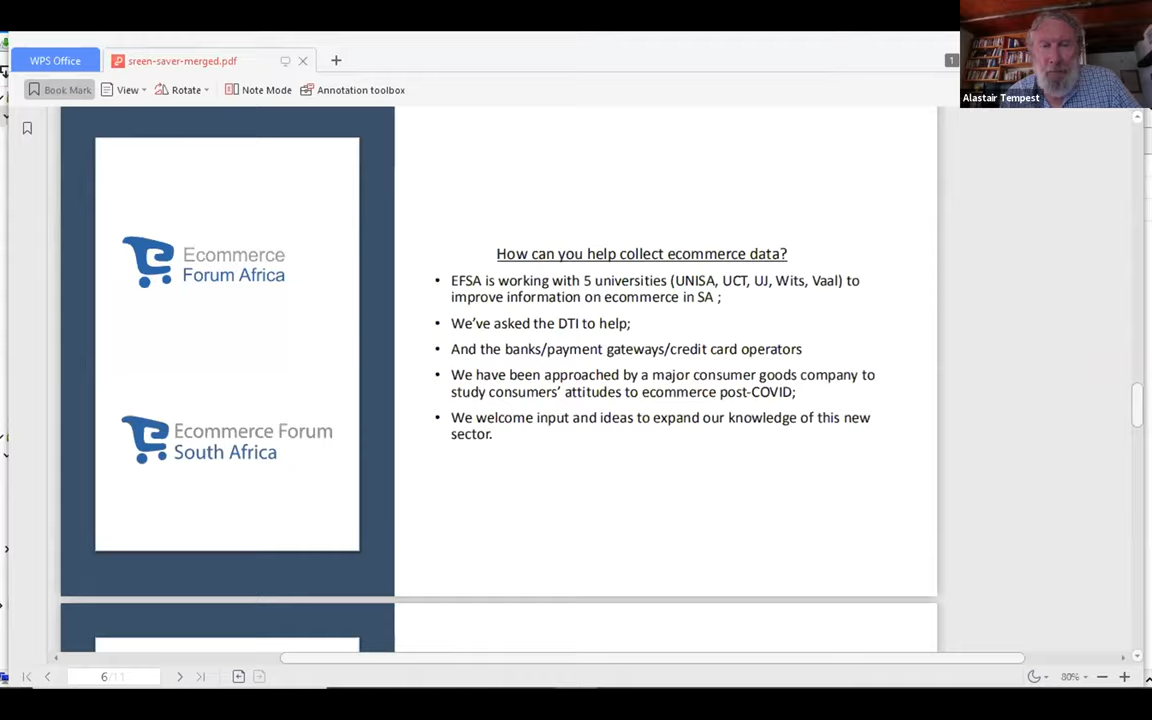 WPS Office
sreen-saver-merged.pdf
1
Book Mark
View
Rotate
Note Mode
Annotation toolbox
Alastair Tempest
Ecommerce
Forum Africa
Ecommerce Forum
South Africa
How can you help collect ecommerce data?
• EFSA is working with 5 universities (UNISA, UCT, UJ, Wits, Vaal) to
improve information on ecommerce in SA ;
• We've asked the DTI to help;
• And the banks/payment gateways/credit card operators
• We have been approached by a major consumer goods company to
study consumers' attitudes to ecommerce post-COVID;
• We welcome input and ideas to expand our knowledge of this new
sector.
6/11
80%